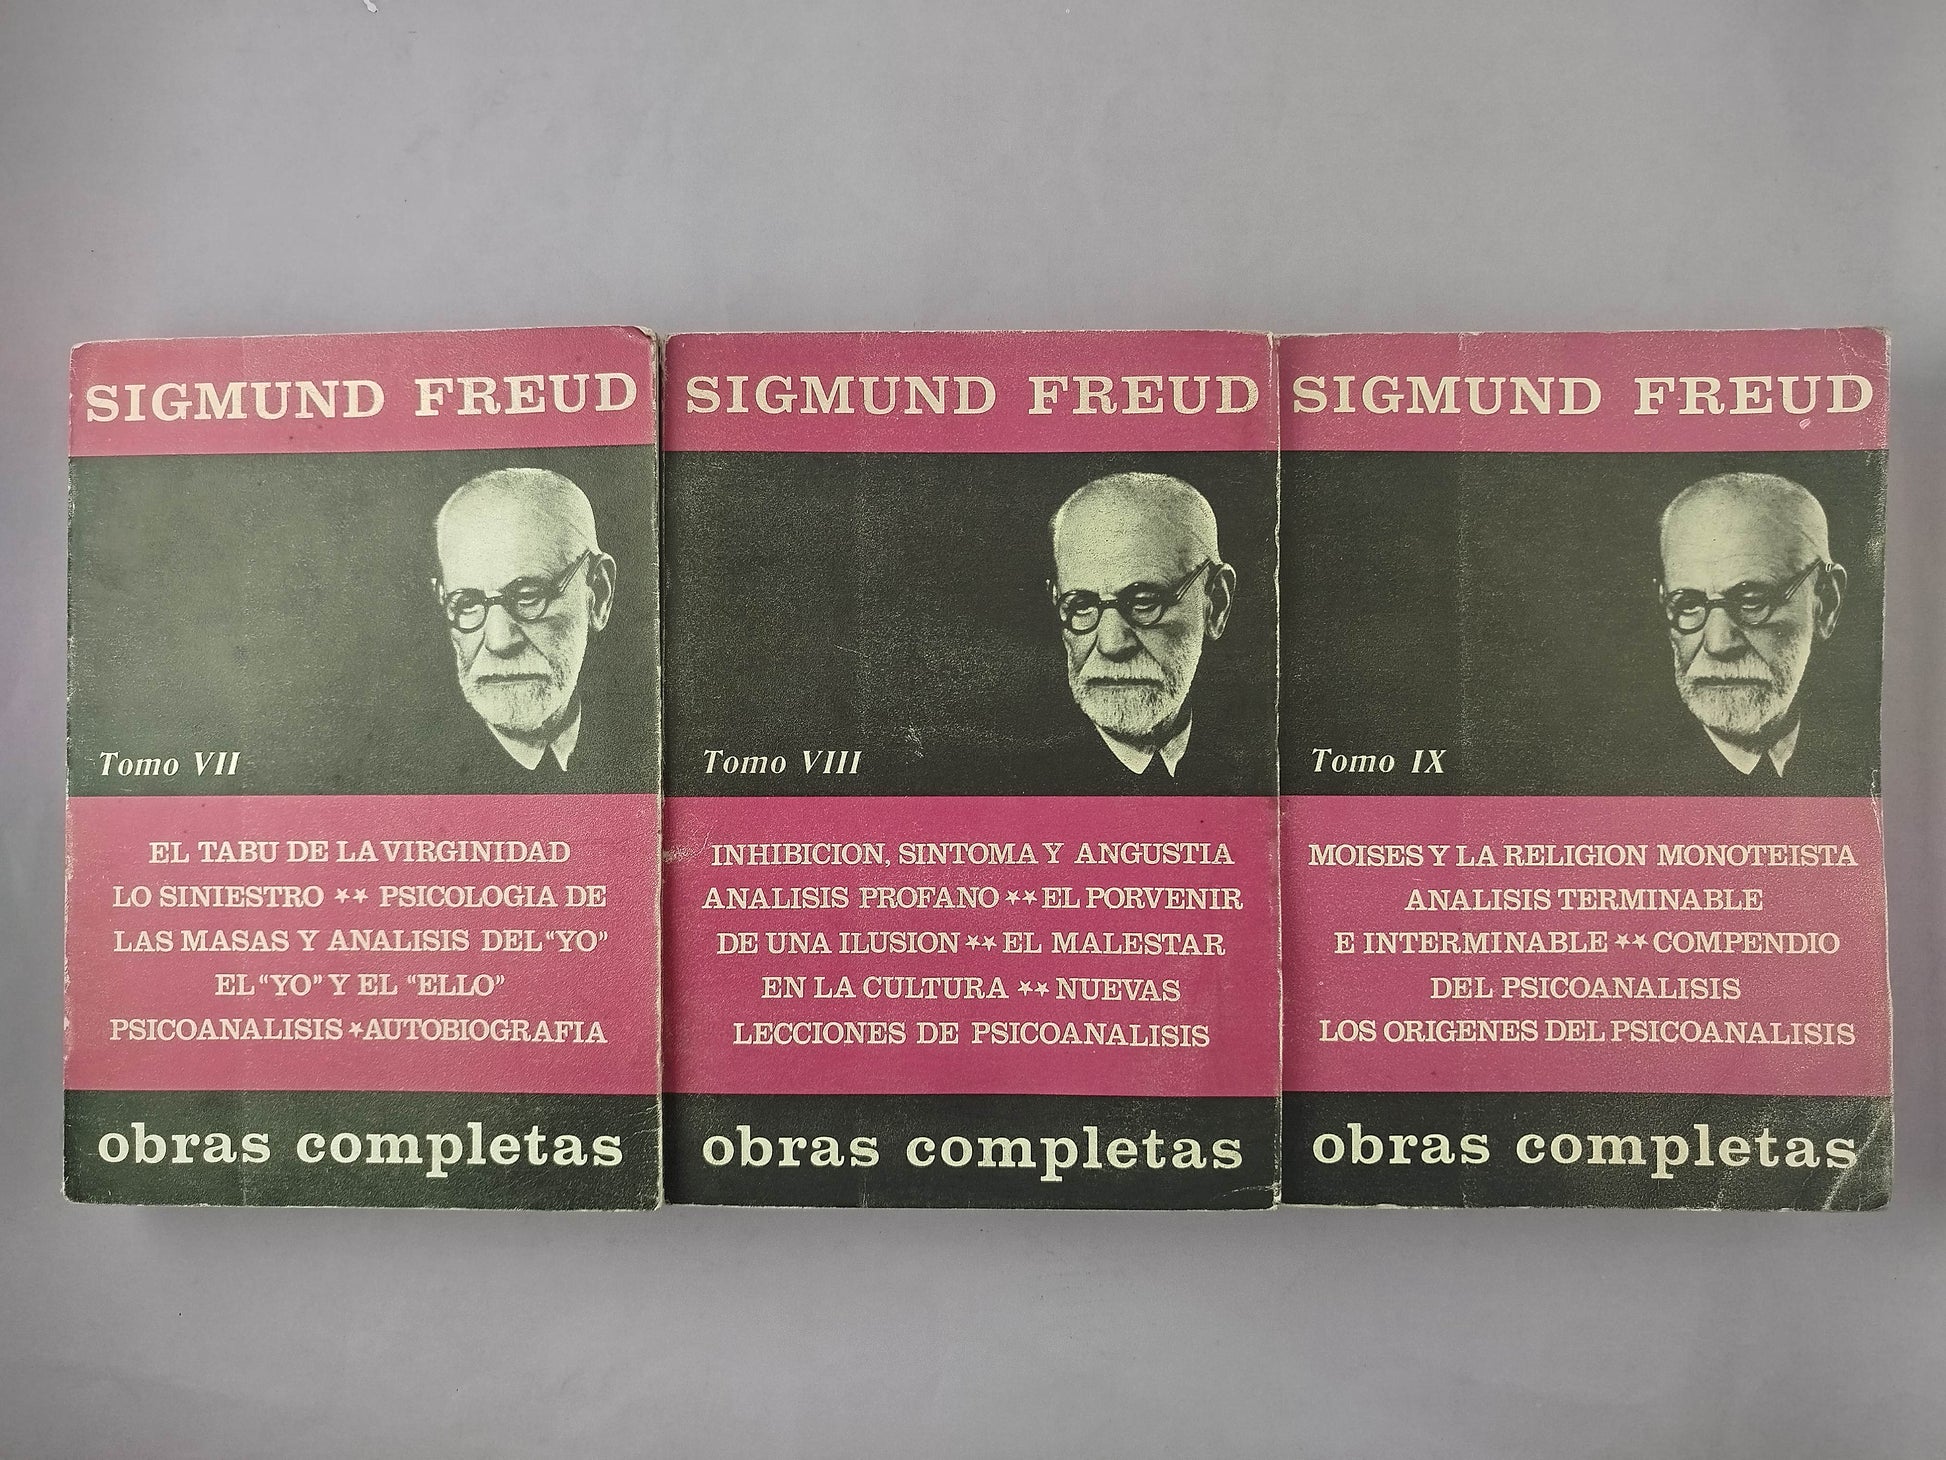 SIGMUND FREUD
Tomo VII
EL TABU DE LA VIRGINIDAD
LO SINIESTRO ** PSICOLOGIA DE
LAS MASAS Y ANALISIS DEL "YO"
EL "YO" Y EL "ELLO"
PSICOANALISIS * AUTOBIOGRAFIA
obras completas
SIGMUND FREUD
Tomo VIII
INHIBICION, SINTOMA Y ANGUSTIA
ANALISIS PROFANO ** EL PORVENIR
DE UNA ILUSION ** EL MALESTAR
EN LA CULTURA ** NUEVAS
LECCIONES DE PSICOANALISIS
obras completas
SIGMUND FREUD
Tomo IX
MOISES Y LA RELIGION MONOTEISTA
ANALISIS TERMINABLE
E INTERMINABLE ** COMPENDIO
DEL PSICOANALISIS
LOS ORIGENES DEL PSICOANALISIS
obras completas